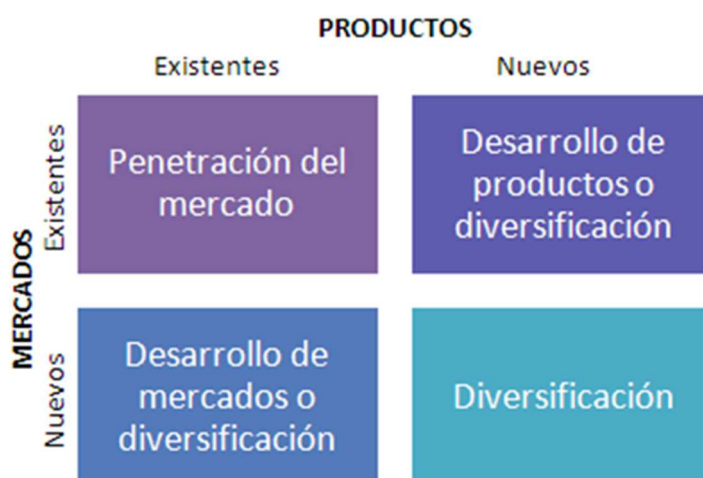 PRODUCTOS
Existentes
Nuevos
MERCADOS
Existentes
Penetración del
mercado
Desarrollo de
productos o
diversificación
Nuevos
Desarrollo de
mercados o
diversificación
Diversificación